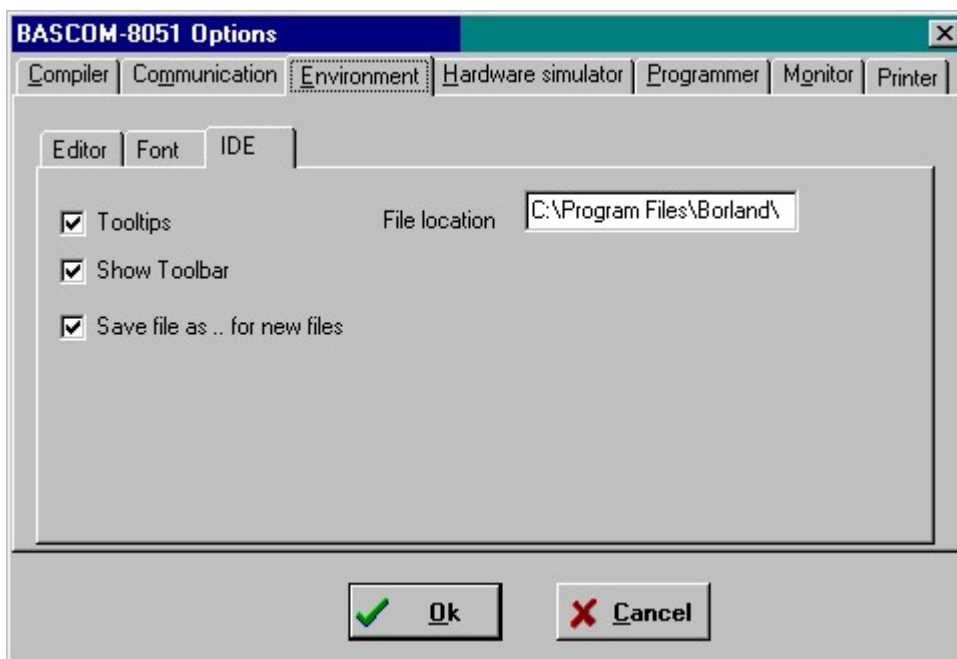 BASCOM-8051 Options
Compiler Communication Environment Hardware simulator Programmer Monitor Printer
Editor Font IDE
Tooltips File location C:\Program Files\Borland\
Show Toolbar
Save file as .. for new files
Ok Cancel